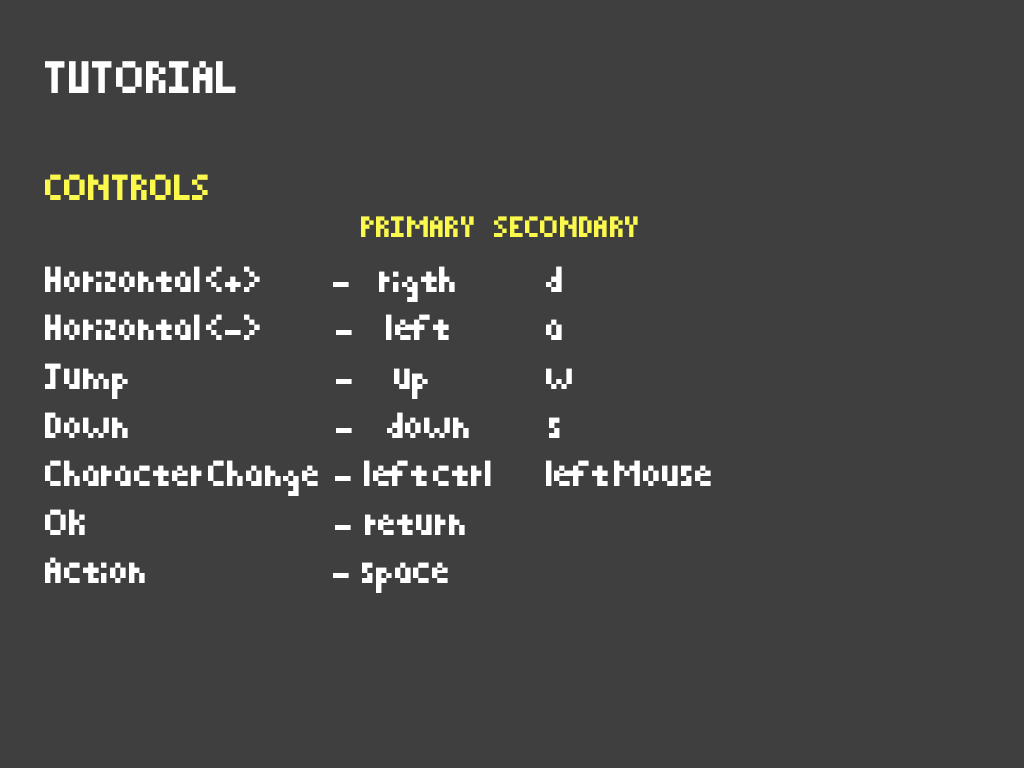 TUTORIAL
CONTROLS
PRIMARY SECONDARY
Horizontal<+> - rigth d
Horizontal<-> - left a
Jump - up w
Down - down s
CharacterChange - leftctrl leftMouse
Ok - return
Action - space